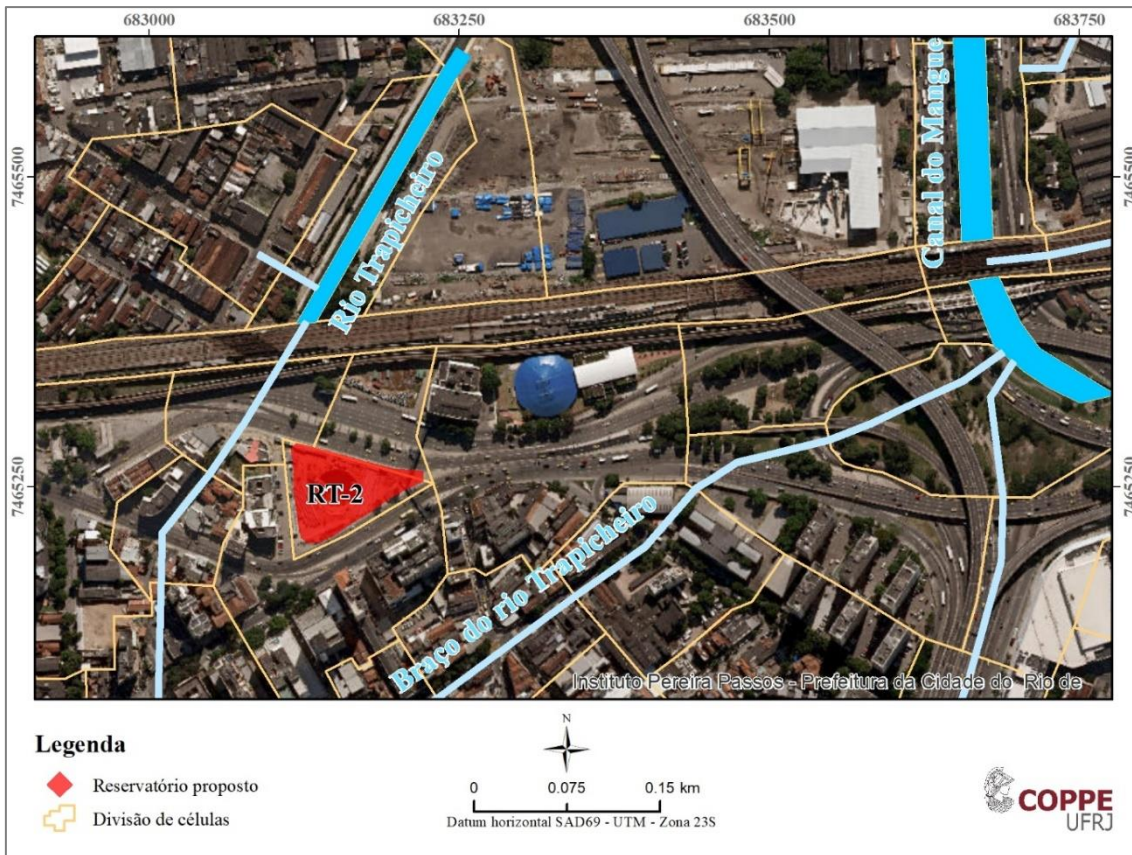 683000 683250 683500 683750
7465500
7465250
7465500
7465250
Rio Trapicheiro
Canal do Mangue
RT-2
Braço do rio Trapicheiro
Instituto Pereira Passos - Prefeitura da Cidade do Rio de
Legenda
Reservatório proposto
Divisão de células
N
0 0.075 0.15 km
Datum horizontal SAD69 - UTM - Zona 23S
COPPE
UFRJ